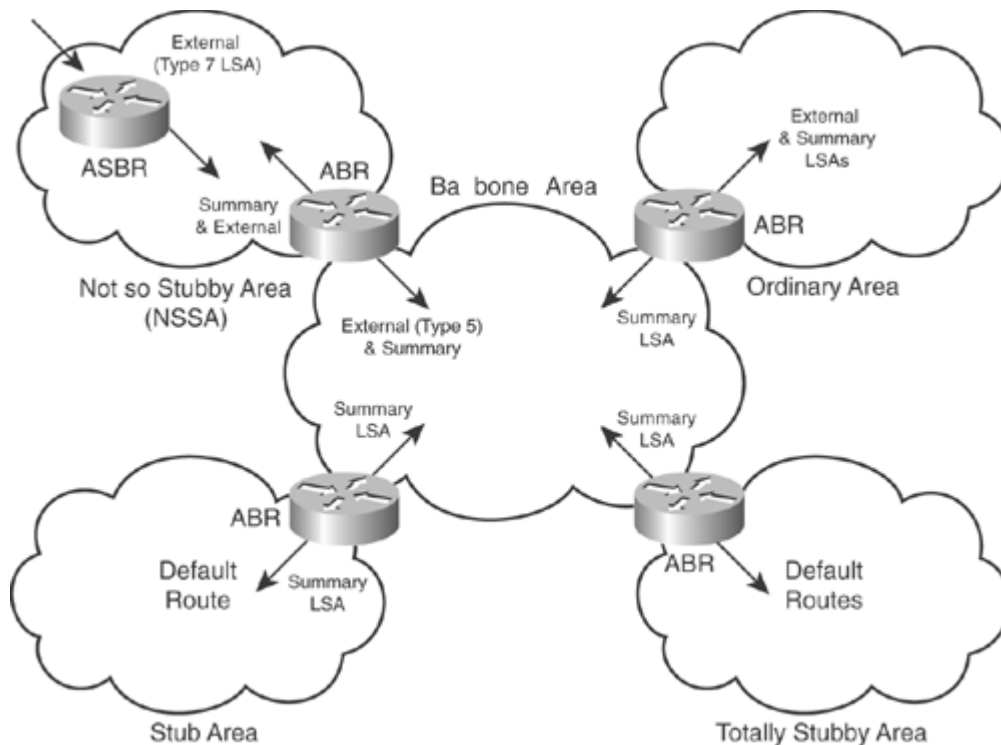 External
(Type 7 LSA)
ASBR
ABR
Summary
& External
Not so Stubby Area
(NSSA)
Ba bone Area
External
& Summary
LSAs
ABR
Ordinary Area
External (Type 5)
& Summary
Summary
LSA
Summary
LSA
Summary
LSA
ABR
Default
Route
Summary
LSA
Stub Area
ABR
Default
Routes
Totally Stubby Area